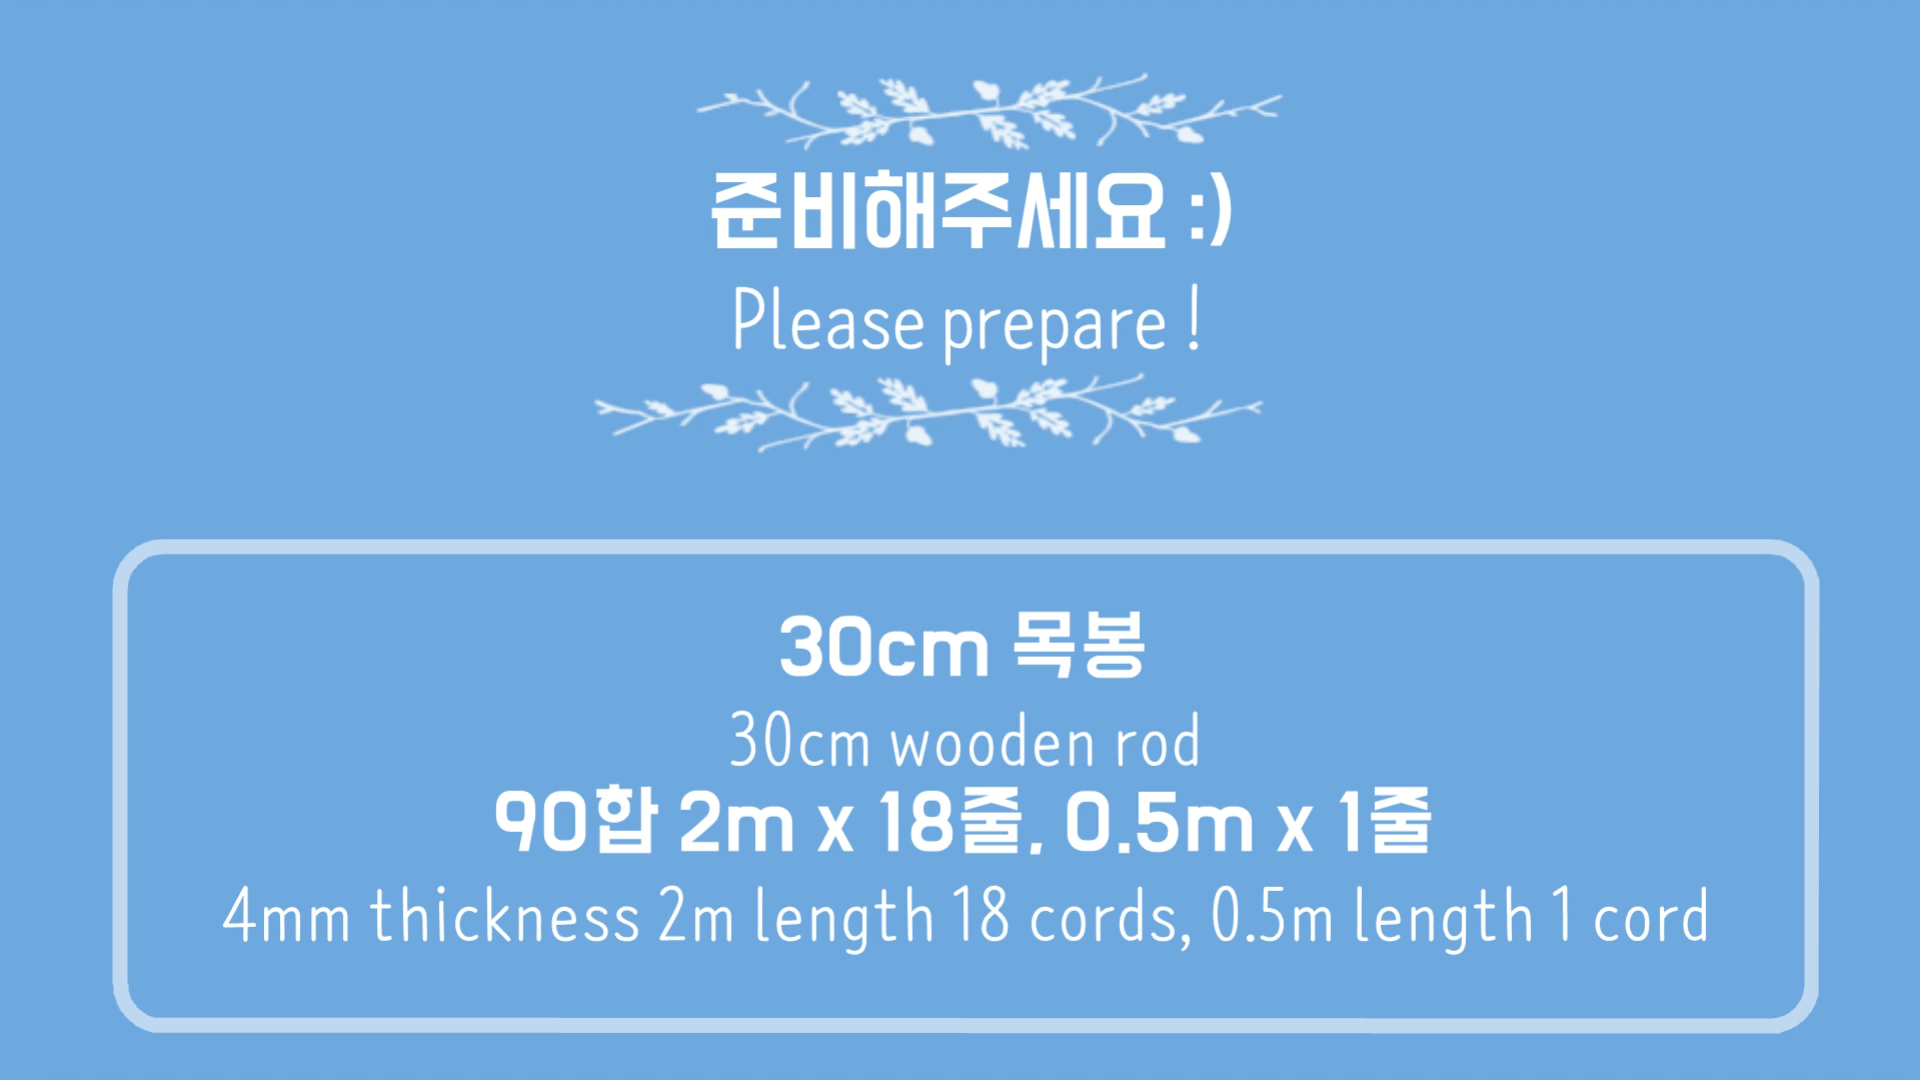 준비해주세요 :)
Please prepare !
30cm 목봉
30cm wooden rod
90합 2m x 18줄, 0.5m x 1줄
4mm thickness 2m length 18 cords, 0.5m length 1 cord